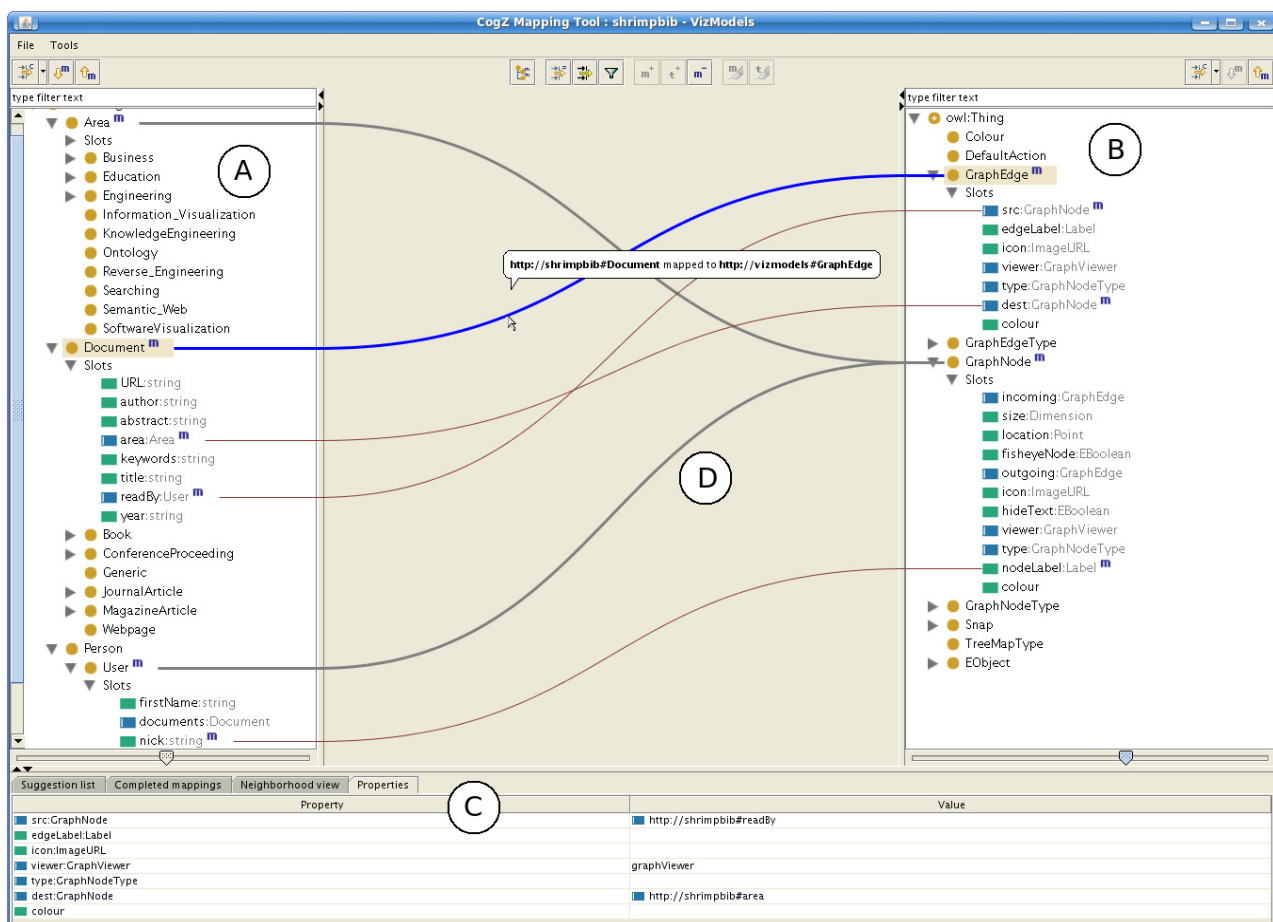 CogZ Mapping Tool : shrimpbib - VizModels
File Tools
type filter text
Area m
Slots
Business
Education
Engineering
Information_Visualization
KnowledgeEngineering
Ontology
Reverse_Engineering
Searching
Semantic_Web
SoftwareVisualization
Document m
Slots
URL:string
author:string
abstract:string
area:Area m
keywords:string
title:string
readBy:User m
year:string
Book
ConferenceProceeding
Generic
JournalArticle
MagazineArticle
Webpage
Person
User m
Slots
firstName:string
documents:Document
nick:string m
A
http://shrimpbib#Document mapped to http://vizmodels#GraphEdge
D
type filter text
owl:Thing
Colour
DefaultAction
GraphEdge m
Slots
src:GraphNode m
edgeLabel:Label
icon:ImageURL
viewer:GraphViewer
type:GraphNodeType
dest:GraphNode m
colour
GraphEdgeType
GraphNode m
Slots
incoming:GraphEdge
size:Dimension
location:Point
fisheyeNode:EBoolean
outgoing:GraphEdge
icon:ImageURL
hideText:EBoolean
viewer:GraphViewer
type:GraphNodeType
nodeLabel:Label m
colour
GraphNodeType
Snap
TreeMapType
EObject
B
Suggestion list Completed mappings Neighborhood view Properties
C
Property Value
src:GraphNode http://shrimpbib#readBy
edgeLabel:Label
icon:ImageURL
viewer:GraphViewer graphViewer
type:GraphNodeType
dest:GraphNode http://shrimpbib#area
colour